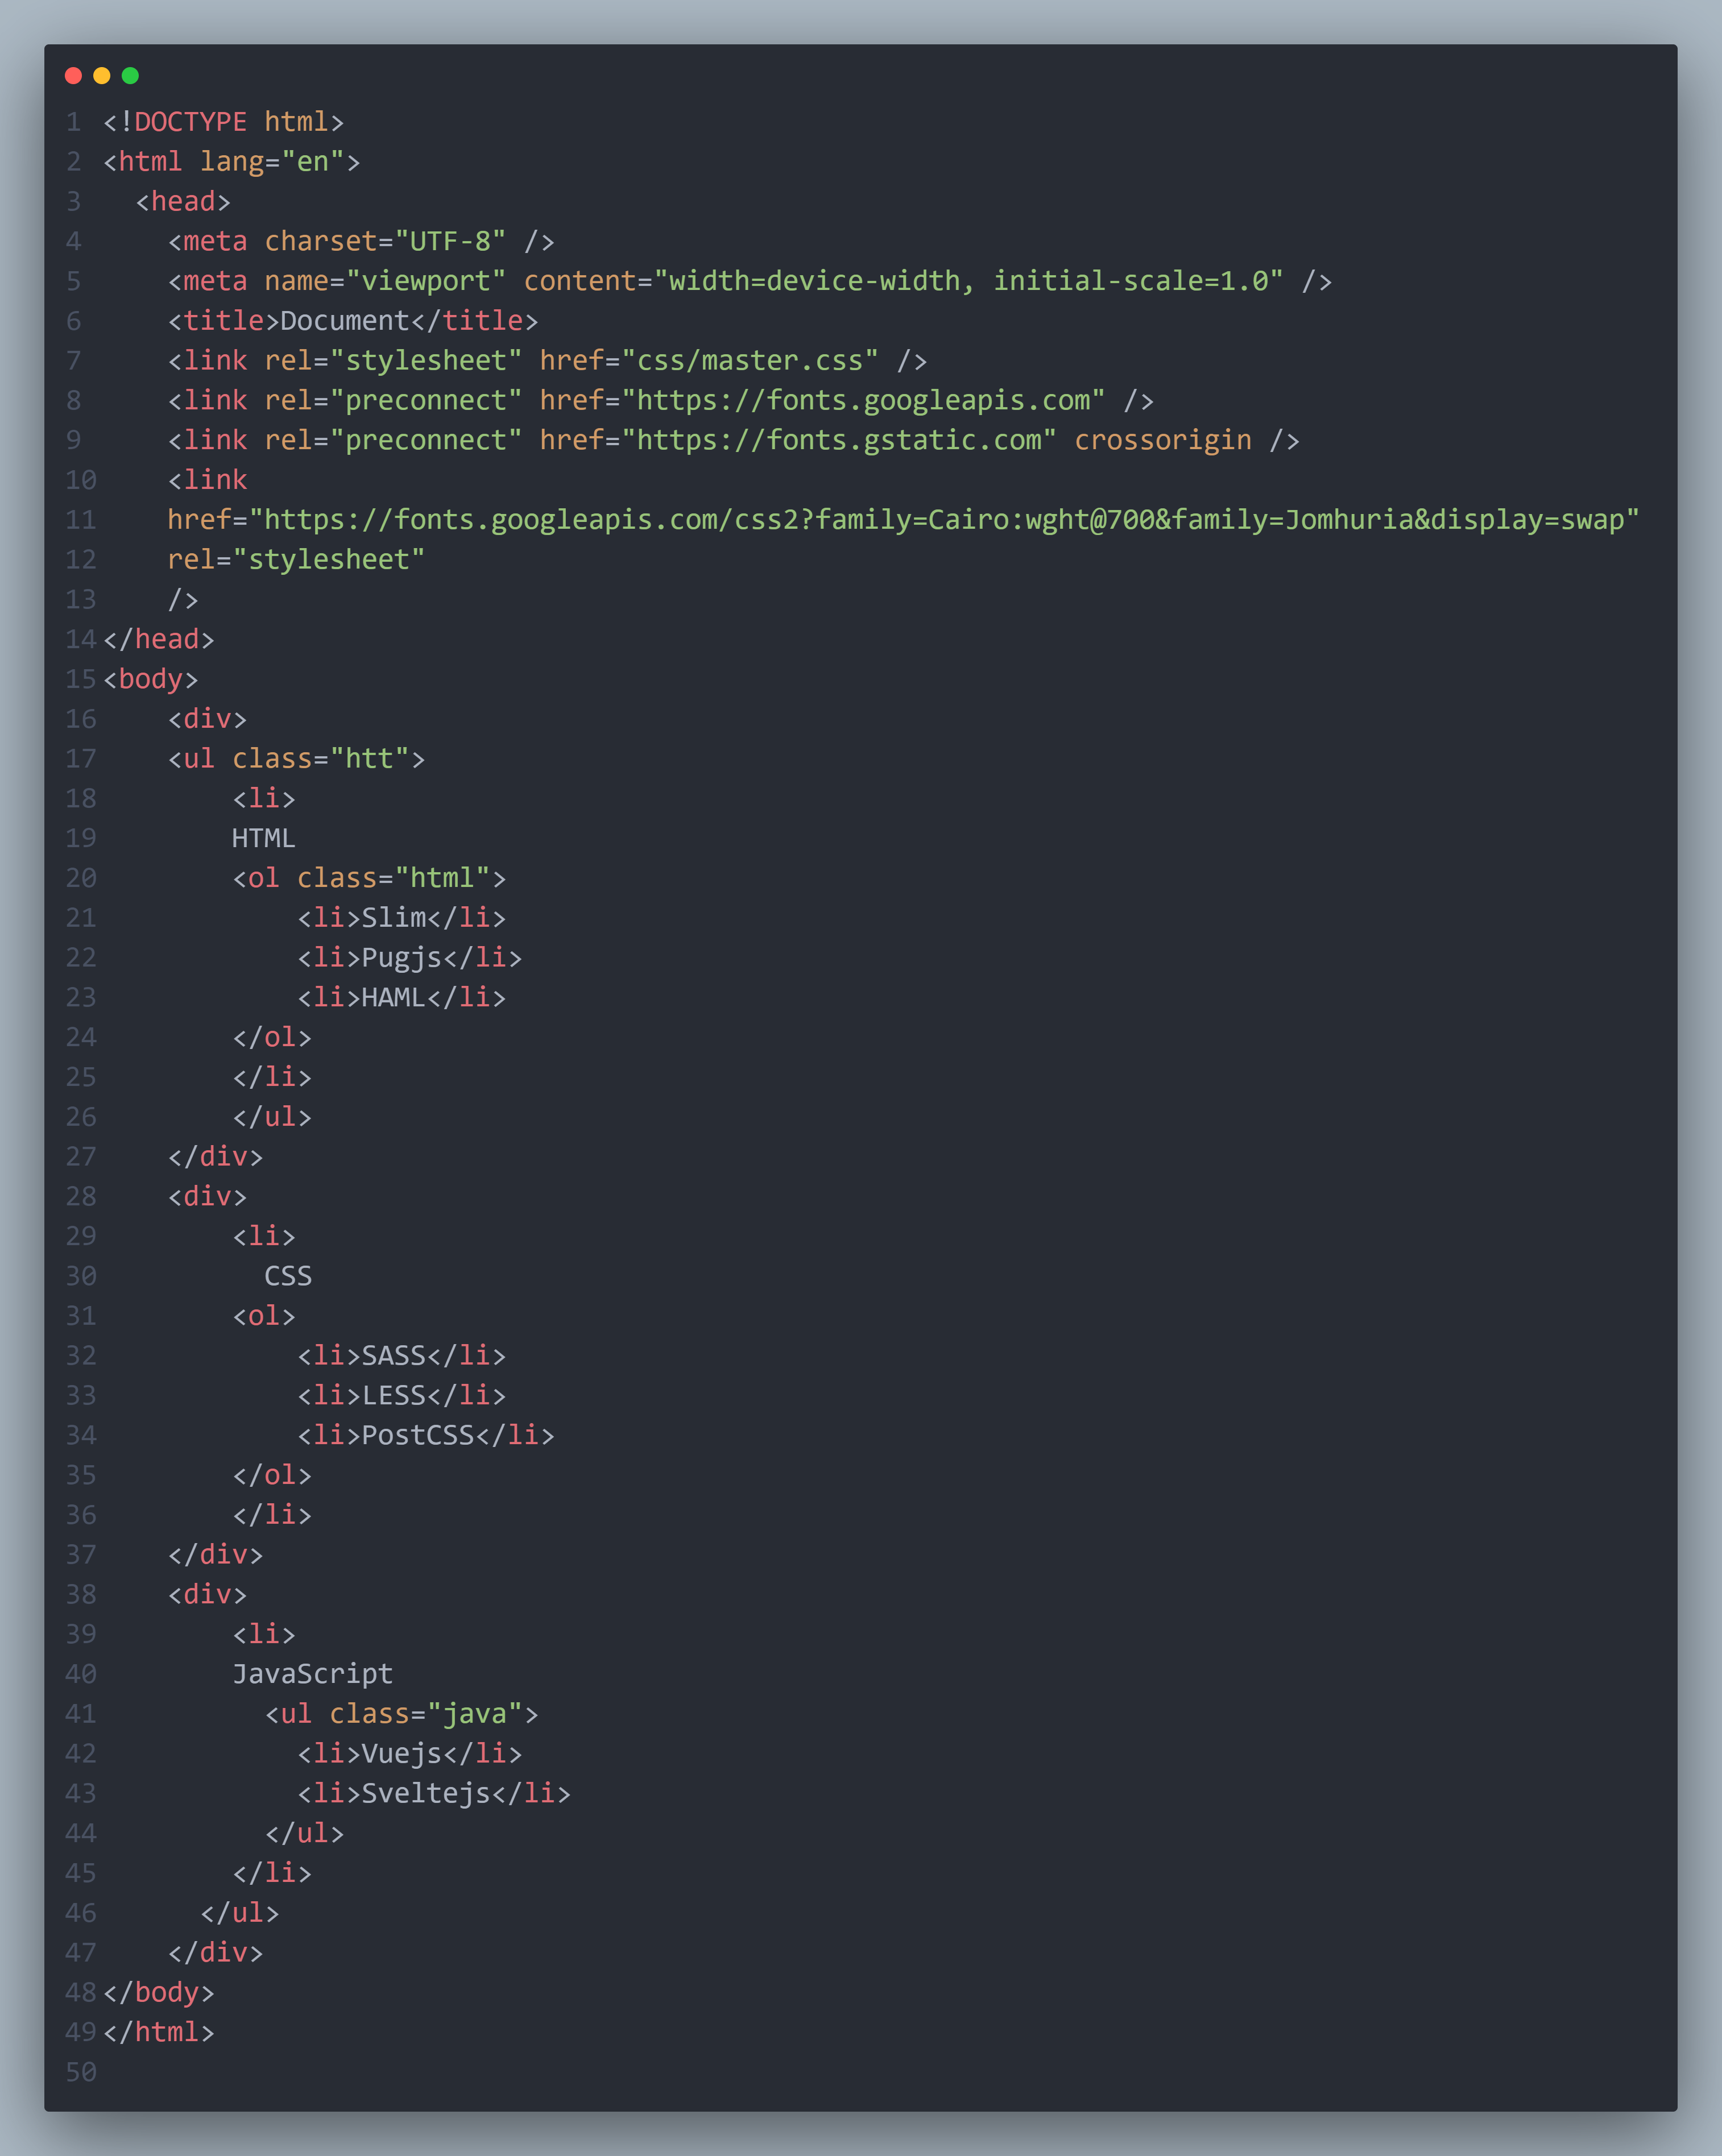 1 <!DOCTYPE html>
2 <html lang="en">
3   <head>
4     <meta charset="UTF-8" />
5     <meta name="viewport" content="width=device-width, initial-scale=1.0" />
6     <title>Document</title>
7     <link rel="stylesheet" href="css/master.css" />
8     <link rel="preconnect" href="https://fonts.googleapis.com" />
9     <link rel="preconnect" href="https://fonts.gstatic.com" crossorigin />
10     <link
11     href="https://fonts.googleapis.com/css2?family=Cairo:wght@700&family=Jomhuria&display=swap"
12     rel="stylesheet"
13     />
14 </head>
15 <body>
16     <div>
17     <ul class="htt">
18         <li>
19         HTML
20         <ol class="html">
21             <li>Slim</li>
22             <li>Pugjs</li>
23             <li>HAML</li>
24         </ol>
25         </li>
26         </ul>
27     </div>
28     <div>
29         <li>
30           CSS
31         <ol>
32             <li>SASS</li>
33             <li>LESS</li>
34             <li>PostCSS</li>
35         </ol>
36         </li>
37     </div>
38     <div>
39         <li>
40         JavaScript
41           <ul class="java">
42             <li>Vuejs</li>
43             <li>Sveltejs</li>
44           </ul>
45         </li>
46       </ul>
47     </div>
48 </body>
49 </html>
50